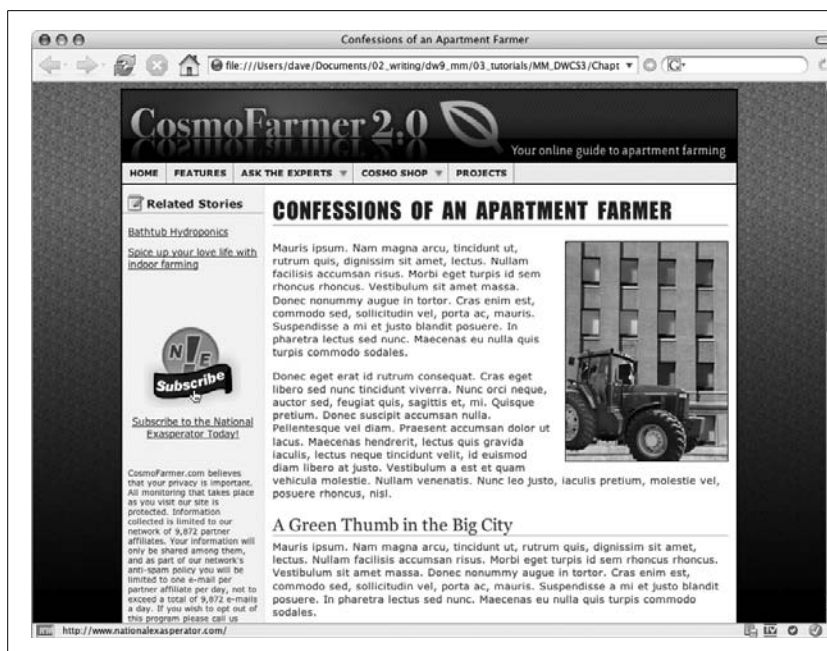 Confessions of an Apartment Farmer
file:///Users/dave/Documents/02_writing/dw9_mm/03_tutorials/MM_DWCS3/Chapt
G
CosmoFarmer 2.0
Your online guide to apartment farming
HOME FEATURES ASK THE EXPERTS COSMO SHOP PROJECTS
Related Stories
Bathtub Hydroponics
Spice up your love life with
indoor farming
N E
Subscribe
Subscribe to the National
Exasperator Today!
CosmoFarmer.com believes
that your privacy is important.
All monitoring that takes place
as you visit our site is
protected. Information
collected is limited to our
network of 9,872 partner
affiliates. Your information will
only be shared among them,
and as part of our network's
anti-spam policy you will be
limited to one e-mail per
partner affiliate per day, not to
exceed a total of 9,872 e-mails
a day. If you wish to opt out of
this program please call us
CONFESSIONS OF AN APARTMENT FARMER
Mauris ipsum. Nam magna arcu, tincidunt ut,
rutrum quis, dignissim sit amet, lectus. Nullam
facilisis accumsan risus. Morbi eget turpis id sem
rhoncus rhoncus. Vestibulum sit amet massa.
Donec nonummy augue in tortor. Cras enim est,
commodo sed, sollicitudin vel, porta ac, mauris.
Suspendisse a mi et justo blandit posuere. In
pharetra lectus sed nunc. Maecenas eu nulla quis
turpis commodo sodales.
Donec eget erat id rutrum consequat. Cras eget
libero sed nunc tincidunt viverra. Nunc orci neque,
auctor sed, feugiat quis, sagittis et, mi. Quisque
pretium. Donec suscipit accumsan nulla.
Pellentesque vel diam. Praesent accumsan dolor ut
lacus. Maecenas hendrerit, lectus quis gravida
iaculis, lectus neque tincidunt velit, id euismod
diam libero at justo. Vestibulum a est et quam
vehicula molestie. Nullam venenatis. Nunc leo justo, iaculis pretium, molestie vel,
posuere rhoncus, nisl.
A Green Thumb in the Big City
Mauris ipsum. Nam magna arcu, tincidunt ut, rutrum quis, dignissim sit amet,
lectus. Nullam facilisis accumsan risus. Morbi eget turpis id sem rhoncus rhoncus.
Vestibulum sit amet massa. Donec nonummy augue in tortor. Cras enim est,
commodo sed, sollicitudin vel, porta ac, mauris. Suspendisse a mi et justo blandit
posuere. In pharetra lectus sed nunc. Maecenas eu nulla quis turpis commodo
sodales.
http://www.nationalexasperator.com/
TV